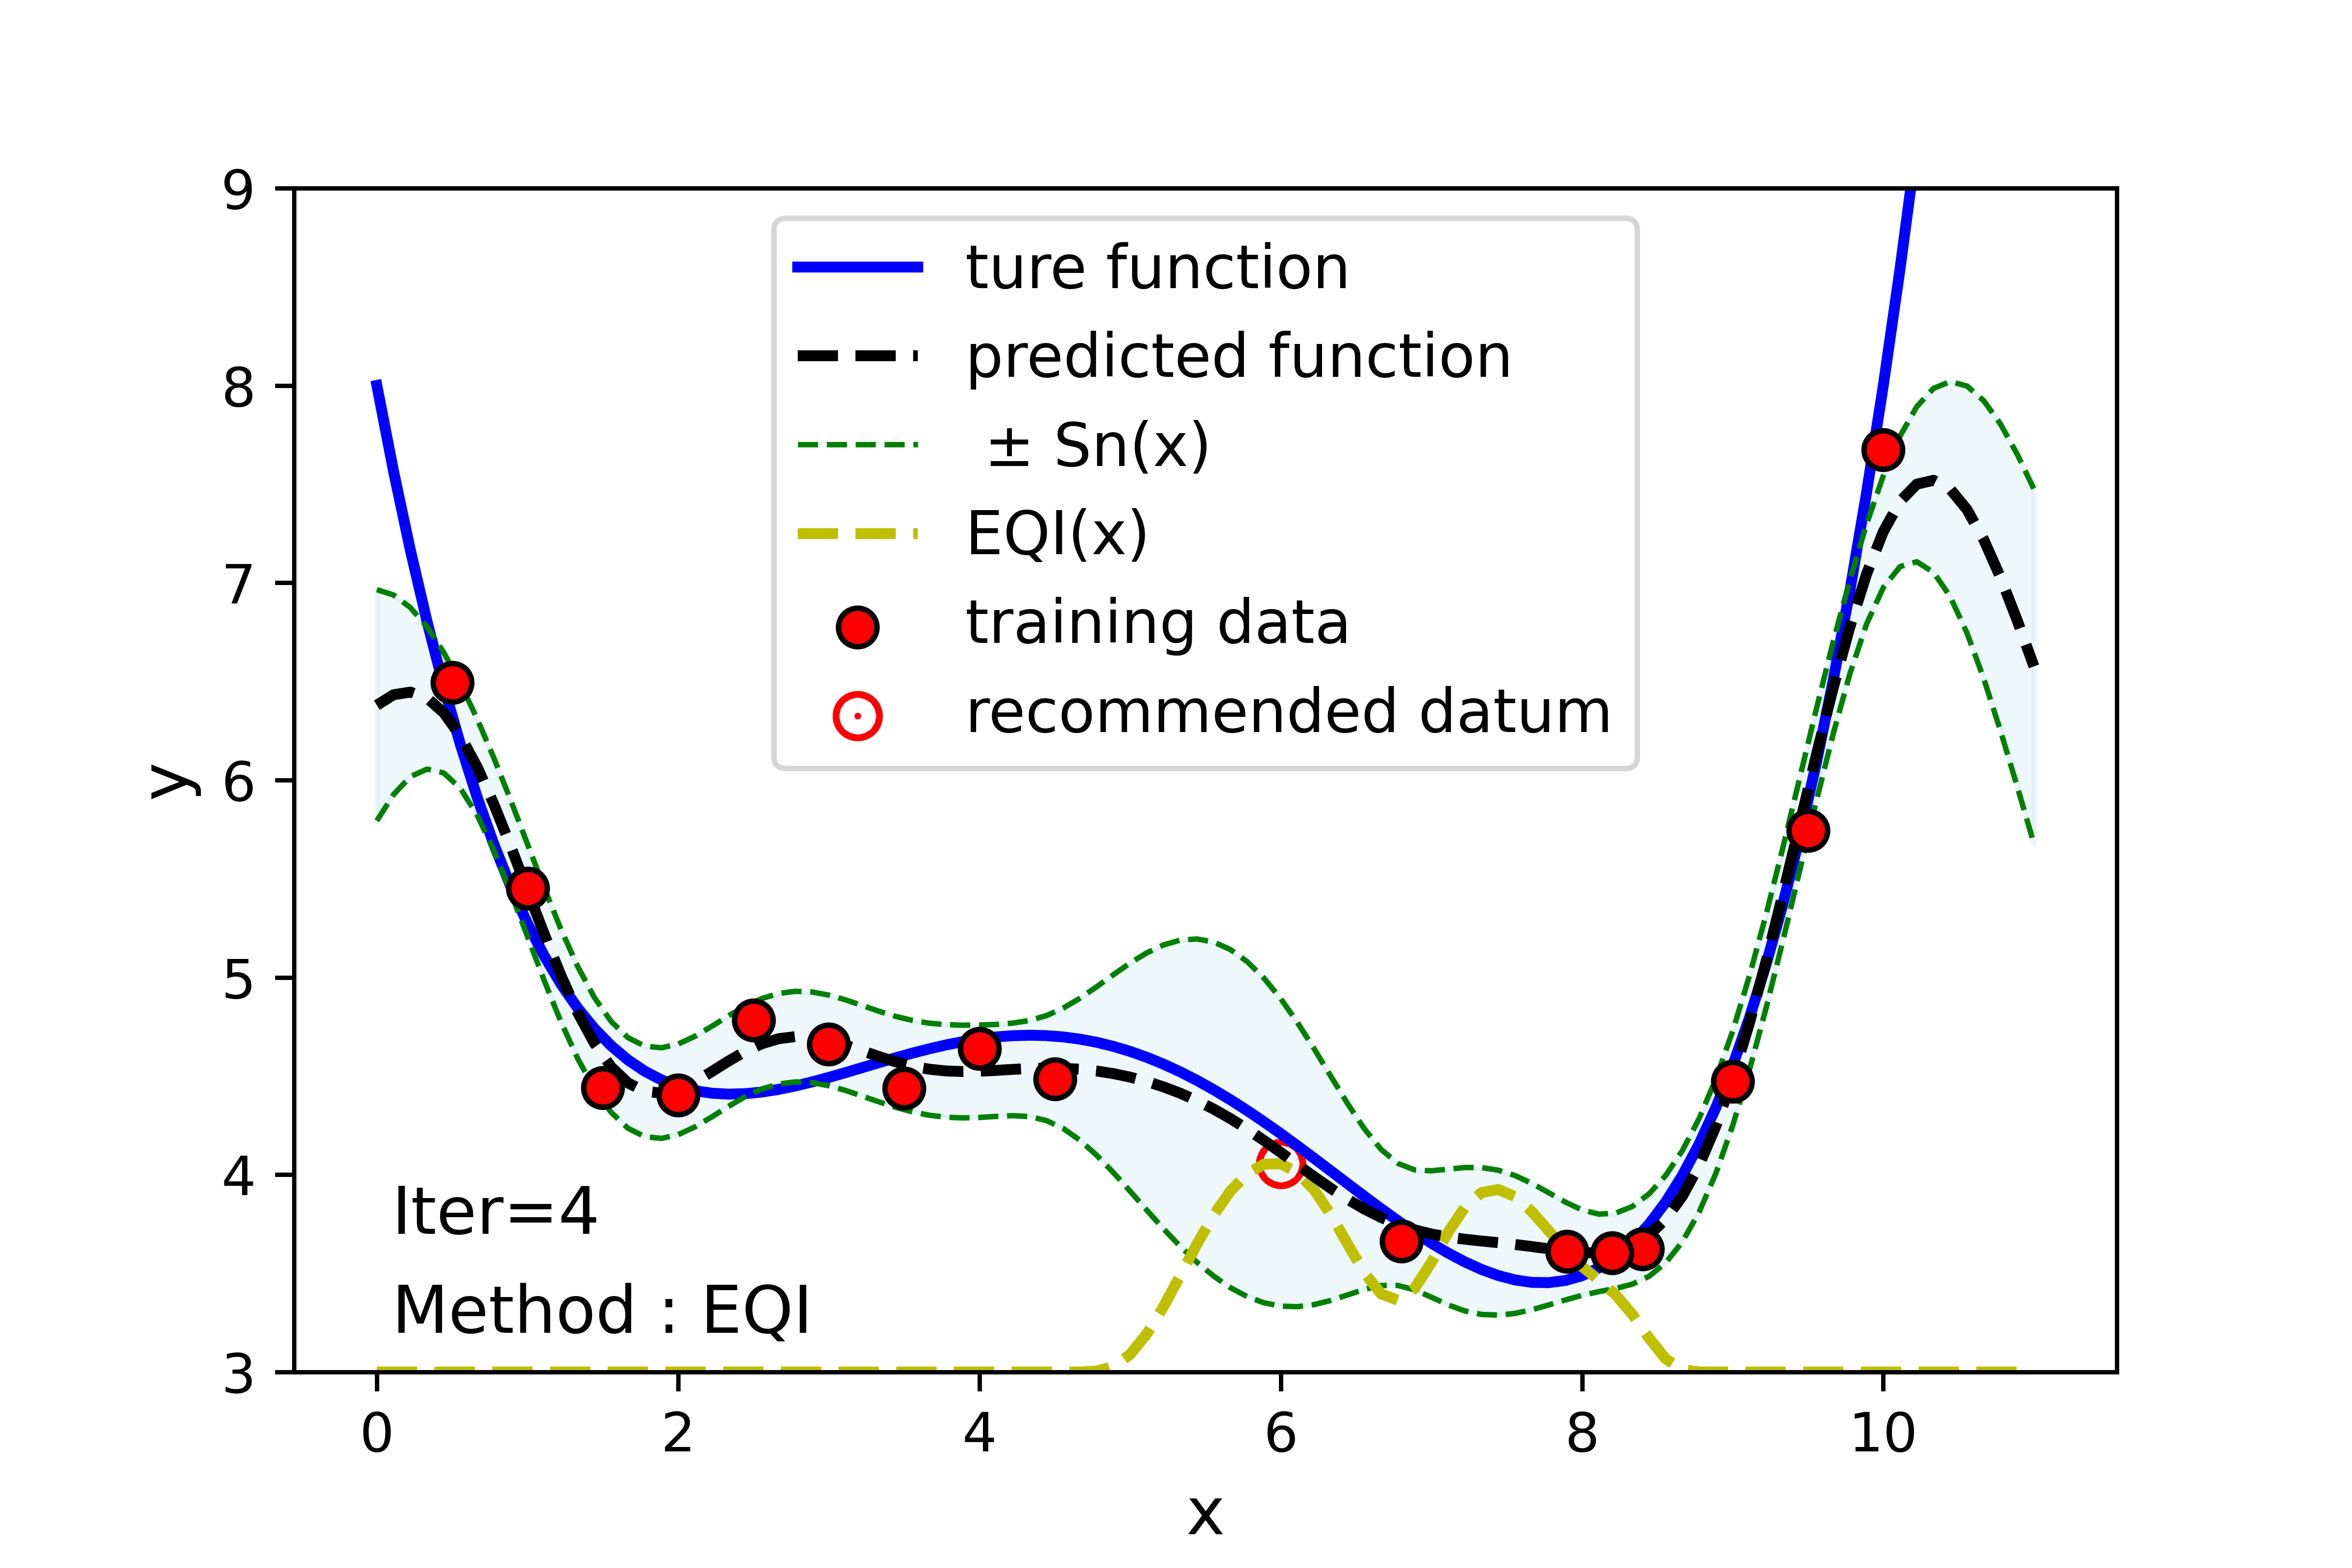 9
8
7
6
5
4
3
y
ture function
predicted function
± Sn(x)
EQI(x)
training data
recommended datum
Iter=4
Method : EQI
0 2 4 6 8 10
x